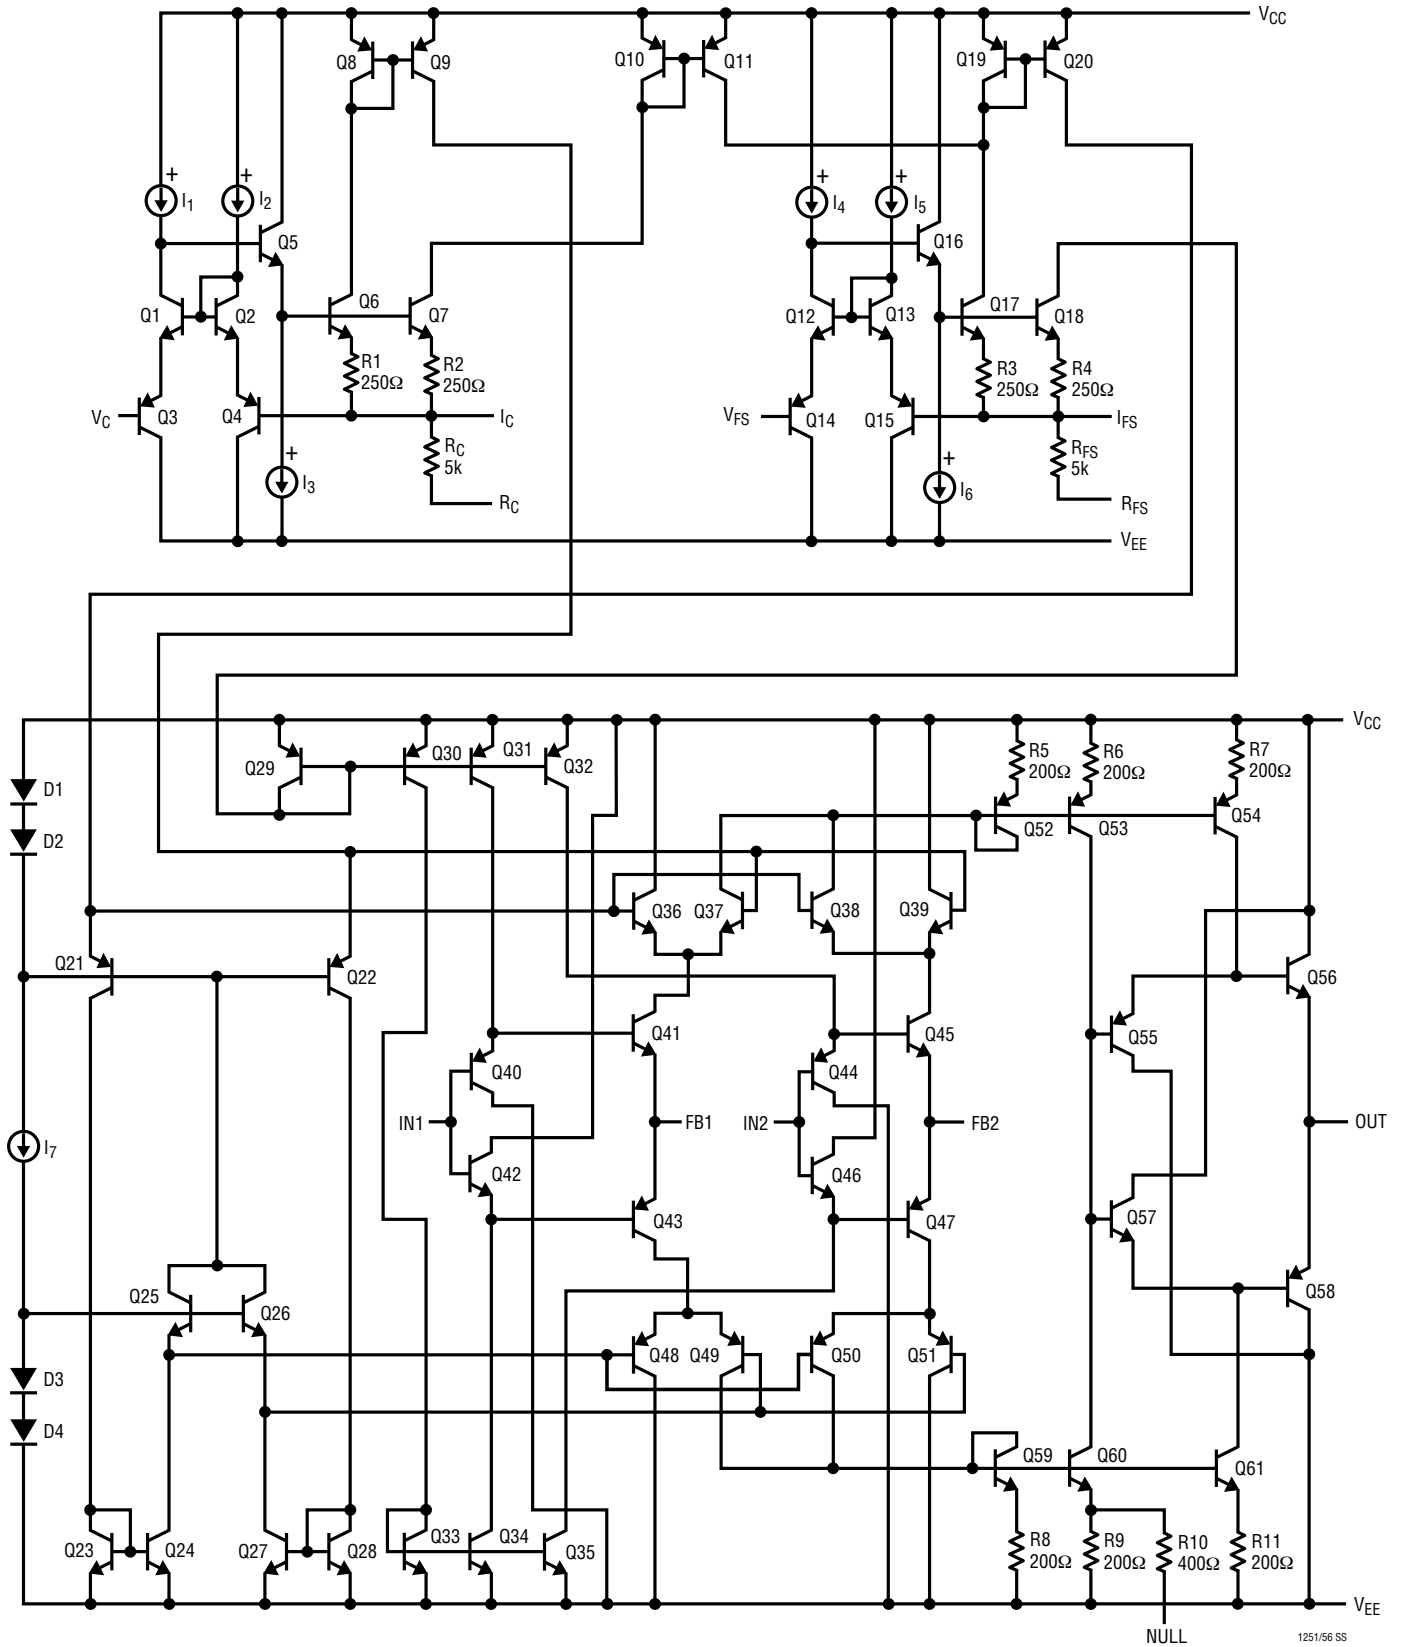 VCC
Q8
Q9
Q10
Q11
Q19
Q20
+
I1
+
I2
+
I4
+
I5
Q5
Q16
Q1
Q2
Q6
Q7
Q12
Q13
Q17
Q18
R1
250Ω
R2
250Ω
R3
250Ω
R4
250Ω
VC
Q3
Q4
IC
VFS
Q14
Q15
IFS
RC
5k
RFS
5k
+
I3
+
I6
RC
RFS
VEE
VCC
Q29
Q30
Q31
Q32
R5
200Ω
R6
200Ω
R7
200Ω
D1
D2
Q52
Q53
Q54
Q36
Q37
Q38
Q39
Q21
Q22
Q56
Q41
Q45
Q55
Q40
Q44
IN1
FB1
IN2
FB2
OUT
I7
Q42
Q46
Q43
Q47
Q57
Q25
Q26
Q58
Q48
Q49
Q50
Q51
D3
D4
Q59
Q60
Q61
Q23
Q24
Q27
Q28
Q33
Q34
Q35
R8
200Ω
R9
200Ω
R10
400Ω
R11
200Ω
VEE
NULL
1251/56 SS